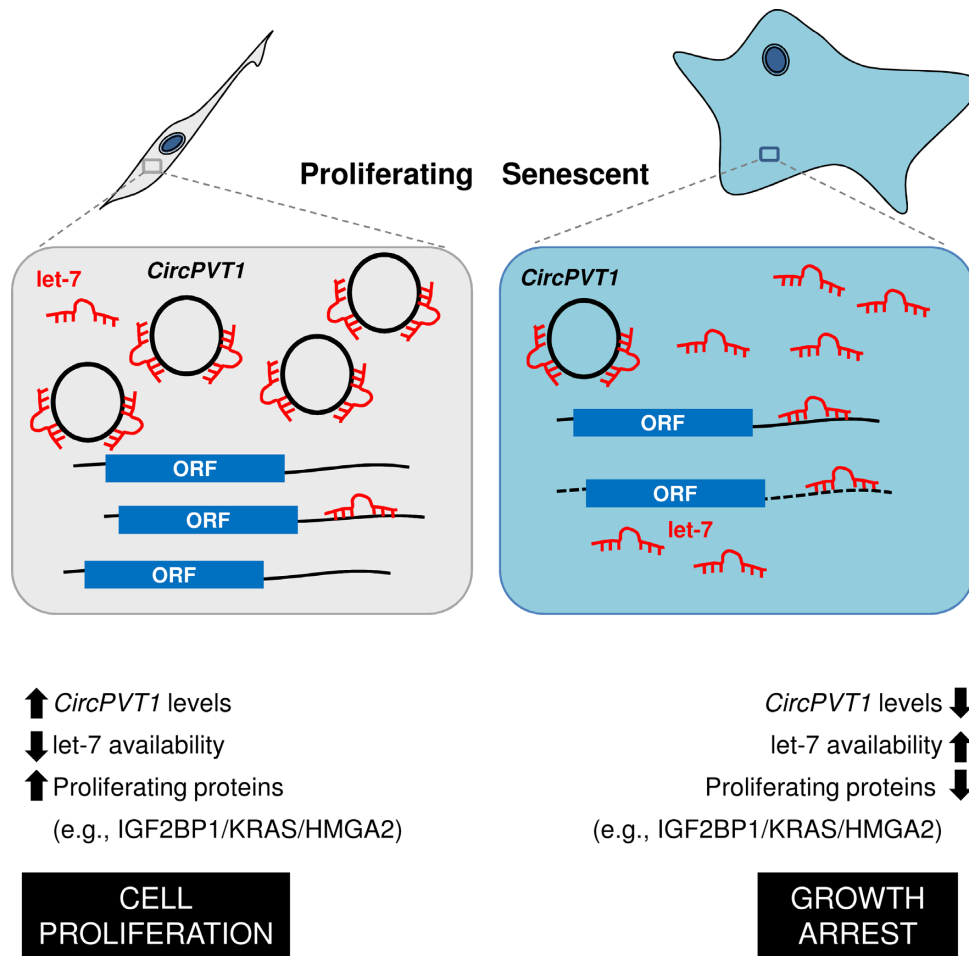 Proliferating Senescent
let-7
CircPVT1
ORF
ORF
ORF
CircPVT1
ORF
ORF
let-7
CircPVT1 levels
let-7 availability
Proliferating proteins
(e.g., IGF2BP1/KRAS/HMGA2)
CELL
PROLIFERATION
CircPVT1 levels
let-7 availability
Proliferating proteins
(e.g., IGF2BP1/KRAS/HMGA2)
GROWTH
ARREST